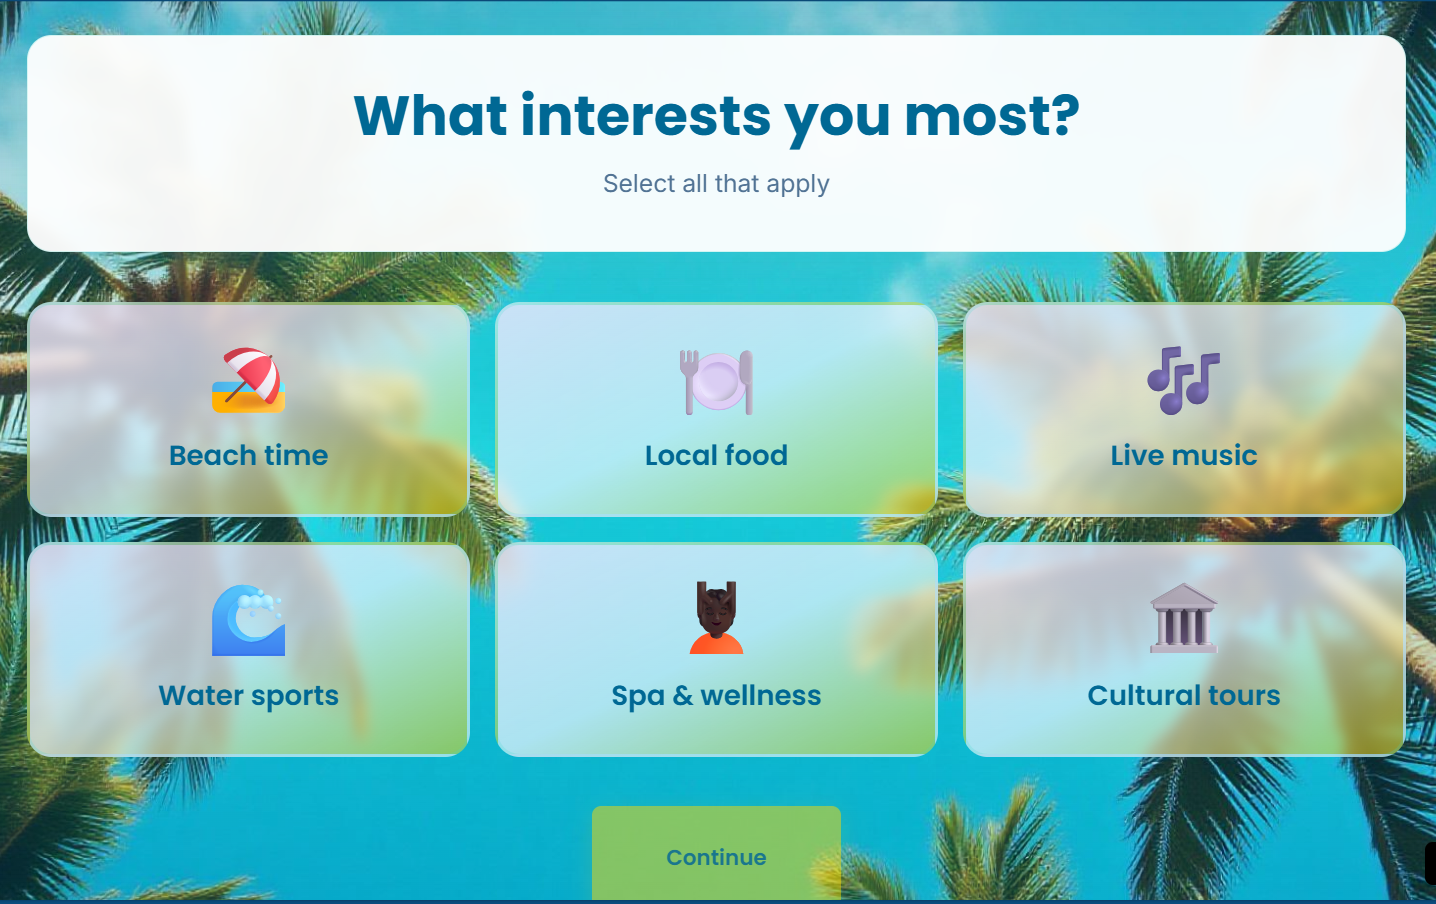 What interests you most?
Select all that apply
Beach time
Local food
Live music
Water sports
Spa & wellness
Cultural tours
Continue